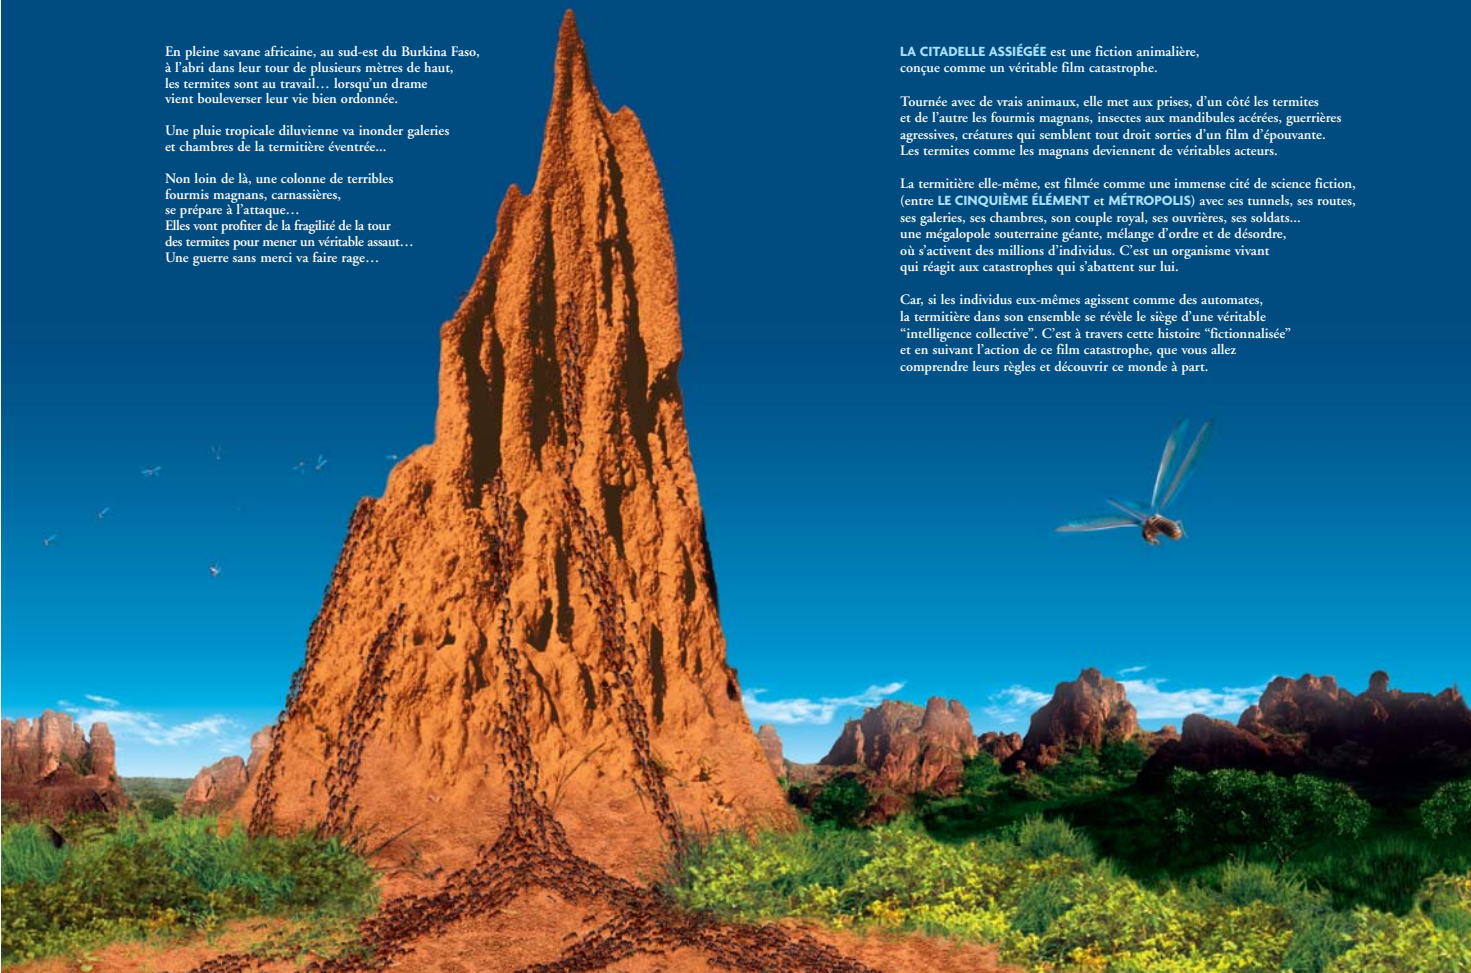 En pleine savane africaine, au sud-est du Burkina Faso,
à l'abri dans leur tour de plusieurs mètres de haut,
les termites sont au travail… lorsqu'un drame
vient bouleverser leur vie bien ordonnée.
Une pluie tropicale diluvienne va inonder galeries
et chambres de la termitière éventrée...
Non loin de là, une colonne de terribles
fourmis magnans, carnassières,
se prépare à l'attaque…
Elles vont profiter de la fragilité de la tour
des termites pour mener un véritable assaut…
Une guerre sans merci va faire rage…
LA CITADELLE ASSIÉGÉE est une fiction animalière,
conçue comme un véritable film catastrophe.
Tournée avec de vrais animaux, elle met aux prises, d'un côté les termites
et de l'autre les fourmis magnans, insectes aux mandibules acérées, guerrières
agressives, créatures qui semblent tout droit sorties d'un film d'épouvante.
Les termites comme les magnans deviennent de véritables acteurs.
La termitière elle-même, est filmée comme une immense cité de science fiction,
(entre LE CINQUIÈME ÉLÉMENT et MÉTROPOLIS) avec ses tunnels, ses routes,
ses galeries, ses chambres, son couple royal, ses ouvrières, ses soldats...
une mégalopole souterraine géante, mélange d'ordre et de désordre,
où s'activent des millions d'individus. C'est un organisme vivant
qui réagit aux catastrophes qui s'abattent sur lui.
Car, si les individus eux-mêmes agissent comme des automates,
la termitière dans son ensemble se révèle le siège d'une véritable
“intelligence collective”. C'est à travers cette histoire “fictionnalisée”
et en suivant l'action de ce film catastrophe, que vous allez
comprendre leurs règles et découvrir ce monde à part.